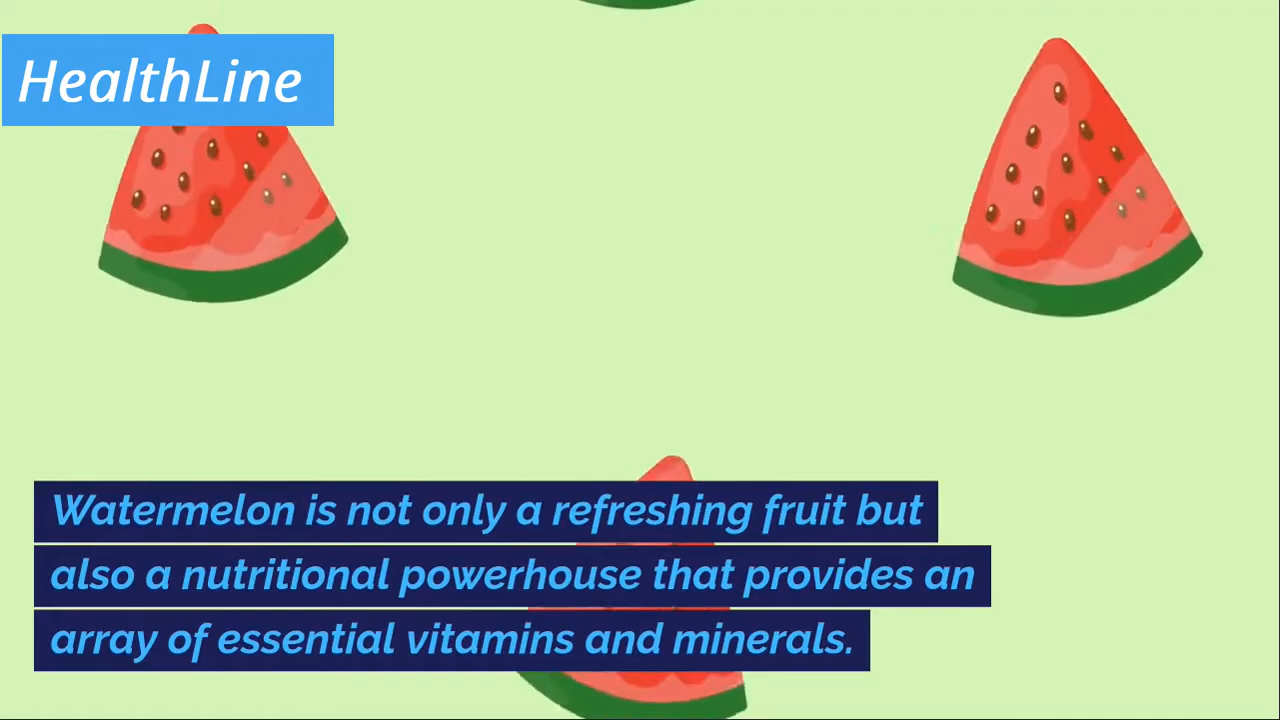 HealthLine
Watermelon is not only a refreshing fruit but
also a nutritional powerhouse that provides an
array of essential vitamins and minerals.